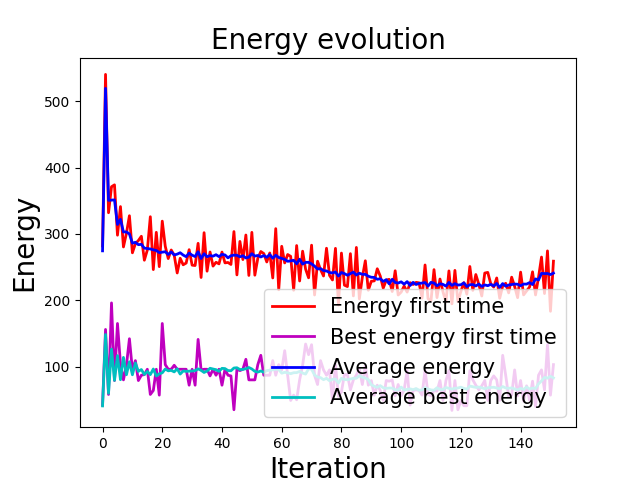 Energy evolution
Energy
500
400
300
200
100
Energy first time
Best energy first time
Average energy
Average best energy
0 20 40 60 80 100 120 140
Iteration